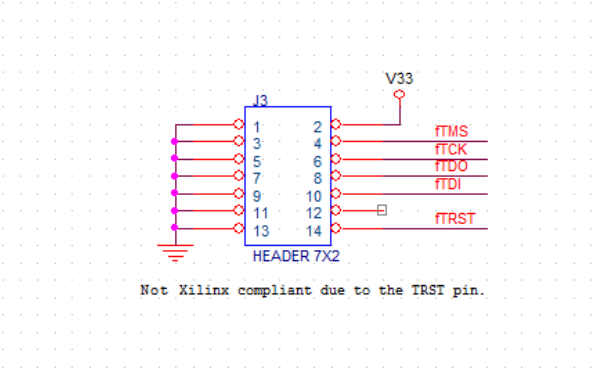 V33
J3
1 2
3 4 fTMS
5 6 fTCK
7 8 fTDO
9 10 fTDI
11 12
13 14 fTRST
HEADER 7X2
Not Xilinx compliant due to the TRST pin.